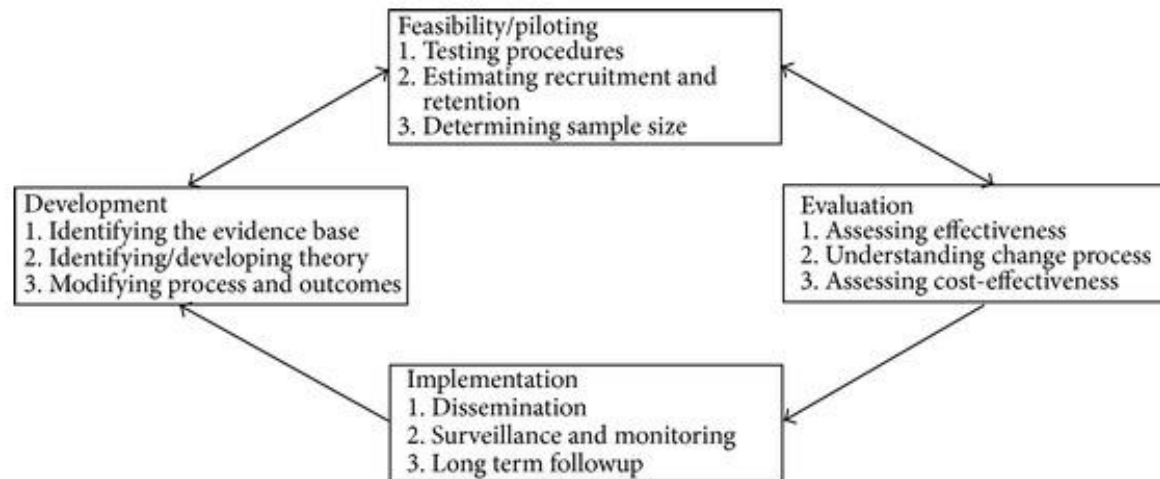 Feasibility/piloting
1. Testing procedures
2. Estimating recruitment and
retention
3. Determining sample size
Development
1. Identifying the evidence base
2. Identifying/developing theory
3. Modifying process and outcomes
Evaluation
1. Assessing effectiveness
2. Understanding change process
3. Assessing cost-effectiveness
Implementation
1. Dissemination
2. Surveillance and monitoring
3. Long term followup